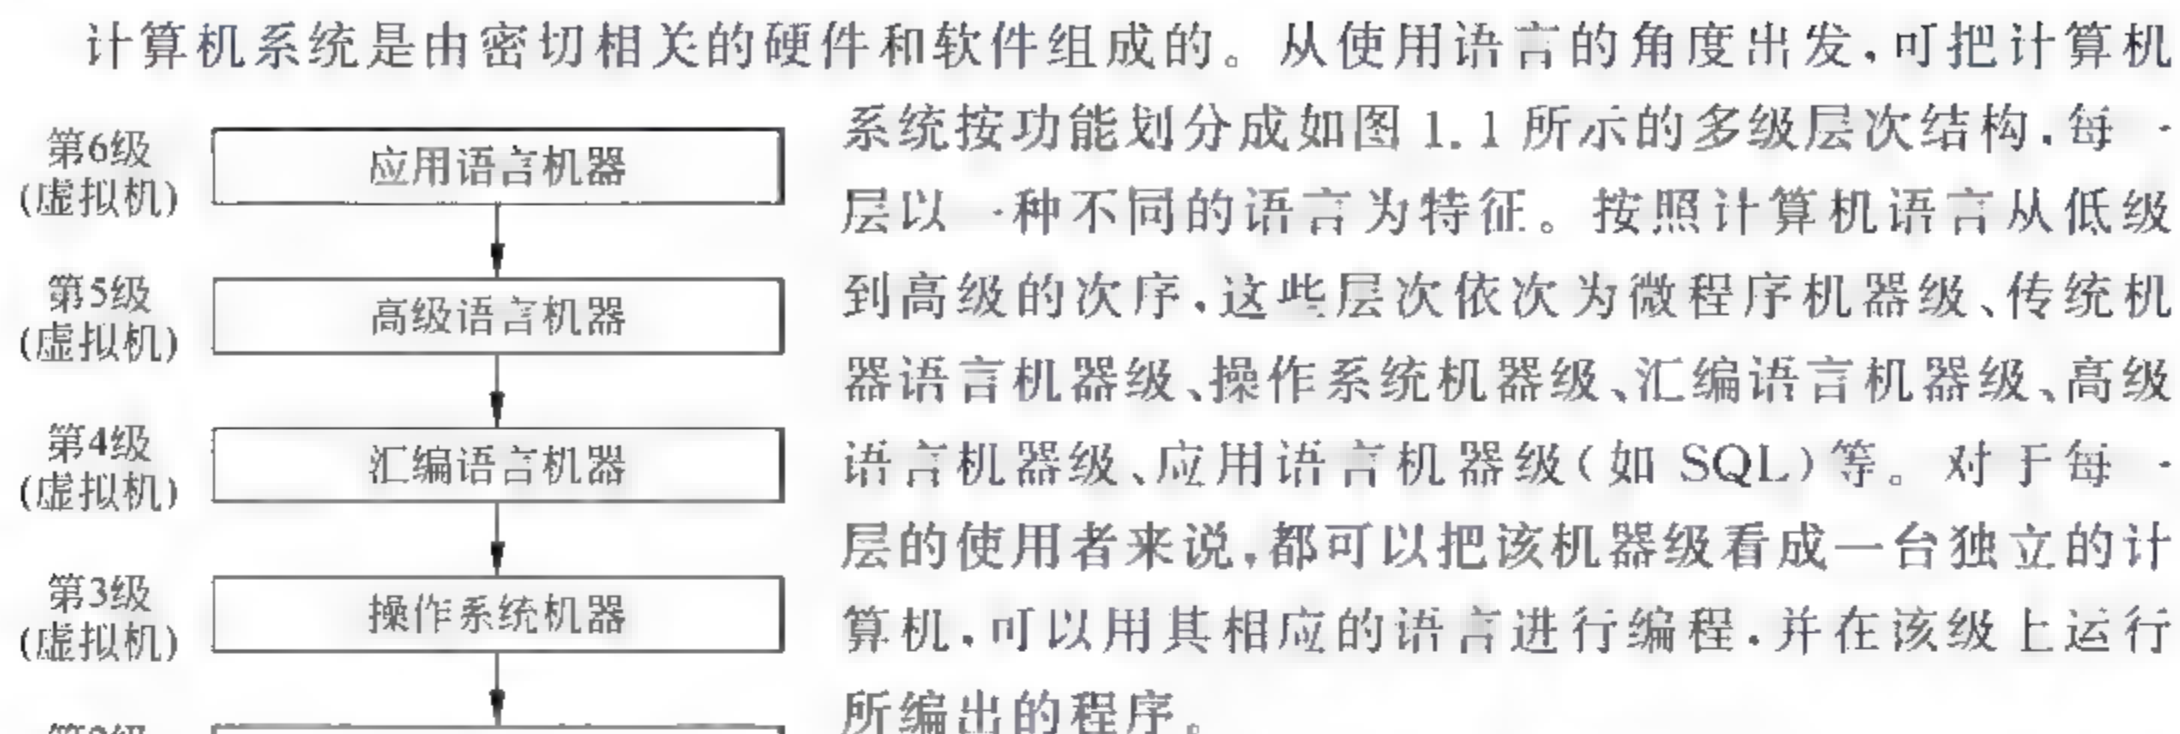 计算机系统是由密切相关的硬件和软件组成的。从使用语言的角度出发,可把计算机
系统按功能划分成如图 1.1 所示的多级层次结构,每一
层以一种不同的语言为特征。按照计算机语言从低级
到高级的次序,这些层次依次为微程序机器级、传统机
器语言机器级、操作系统机器级、汇编语言机器级、高级
语言机器级、应用语言机器级(如 SQL)等。对于每一
层的使用者来说,都可以把该机器级看成一台独立的计
算机,可以用其相应的语言进行编程,并在该级上运行
所编出的程序。
第6级
(虚拟机)
应用语言机器
第5级
(虚拟机)
高级语言机器
第4级
(虚拟机)
汇编语言机器
第3级
(虚拟机)
操作系统机器